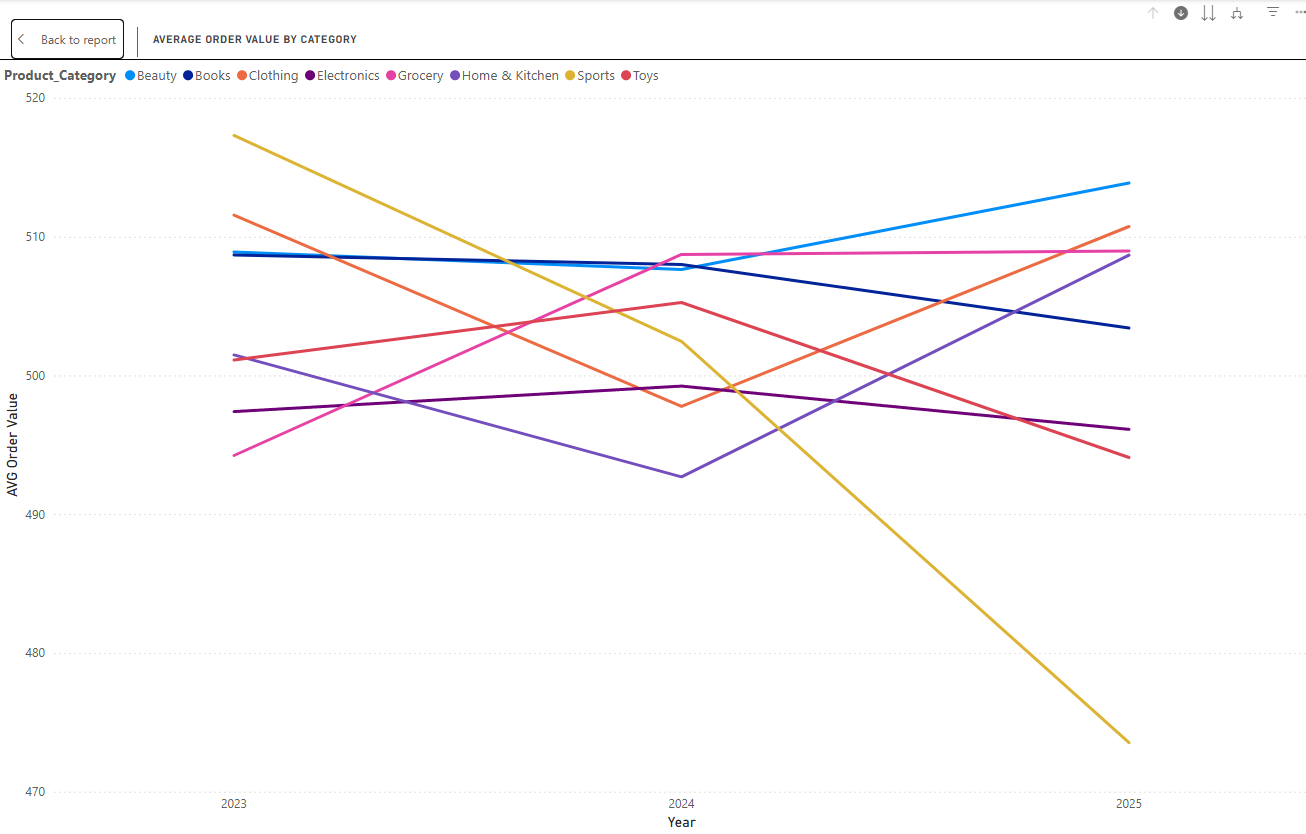 Back to report
AVERAGE ORDER VALUE BY CATEGORY
Product_Category Beauty Books Clothing Electronics Grocery Home & Kitchen Sports Toys
520
510
500
490
480
470
AVG Order Value
2023 2024 2025
Year